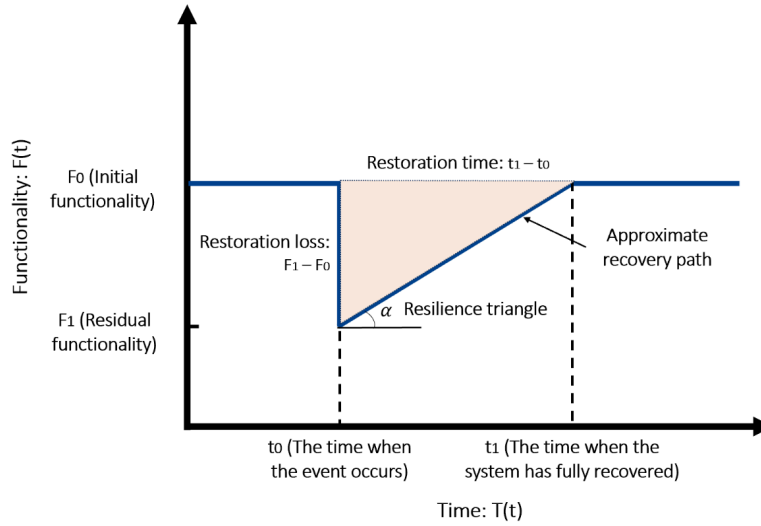 Functionality: F(t)
F0 (Initial
functionality)
Restoration time: t1 – t0
Restoration loss:
F1 – F0
Approximate
recovery path
F1 (Residual
functionality)
α
Resilience triangle
t0 (The time when
the event occurs)
t1 (The time when the
system has fully recovered)
Time: T(t)